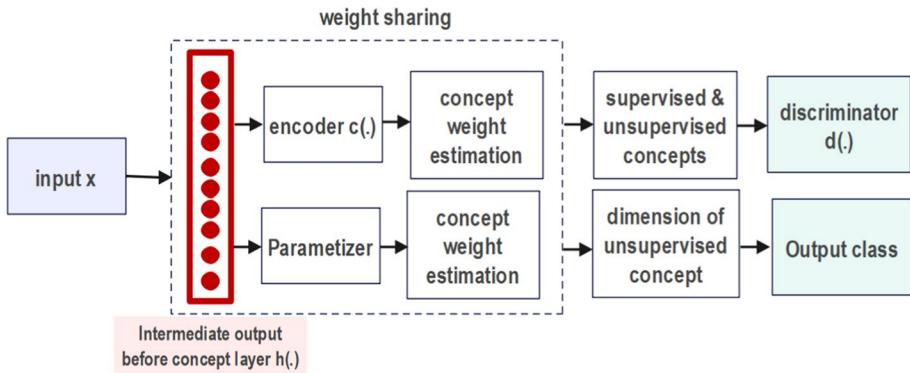 weight sharing
input x
encoder c(.)
concept
weight
estimation
supervised &
unsupervised
concepts
discriminator
d(.)
Parametizer
concept
weight
estimation
dimension of
unsupervised
concept
Output class
Intermediate output
before concept layer h(.)